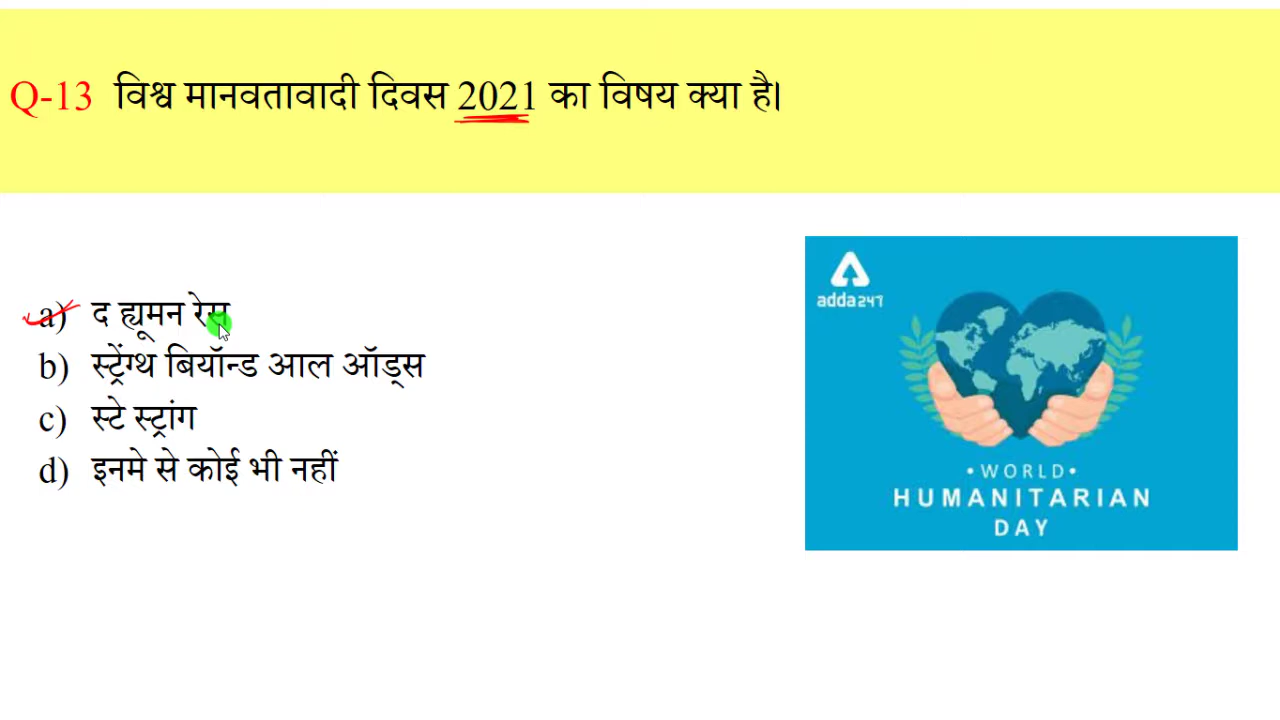 Q-13 विश्व मानवतावादी दिवस 2021 का विषय क्या है।
a) द ह्यूमन रेस
b) स्ट्रेंग्थ बियॉन्ड आल ऑड्स
c) स्टे स्ट्रांग
d) इनमे से कोई भी नहीं
adda247
•WORLD•
HUMANITARIAN
DAY